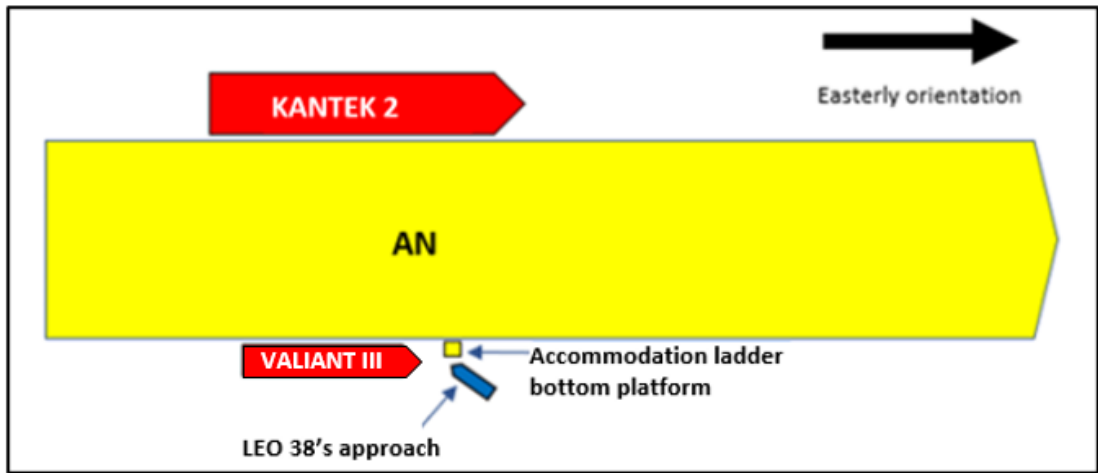 KANTEK 2
Easterly orientation
AN
VALIANT III
Accommodation ladder
bottom platform
LEO 38’s approach